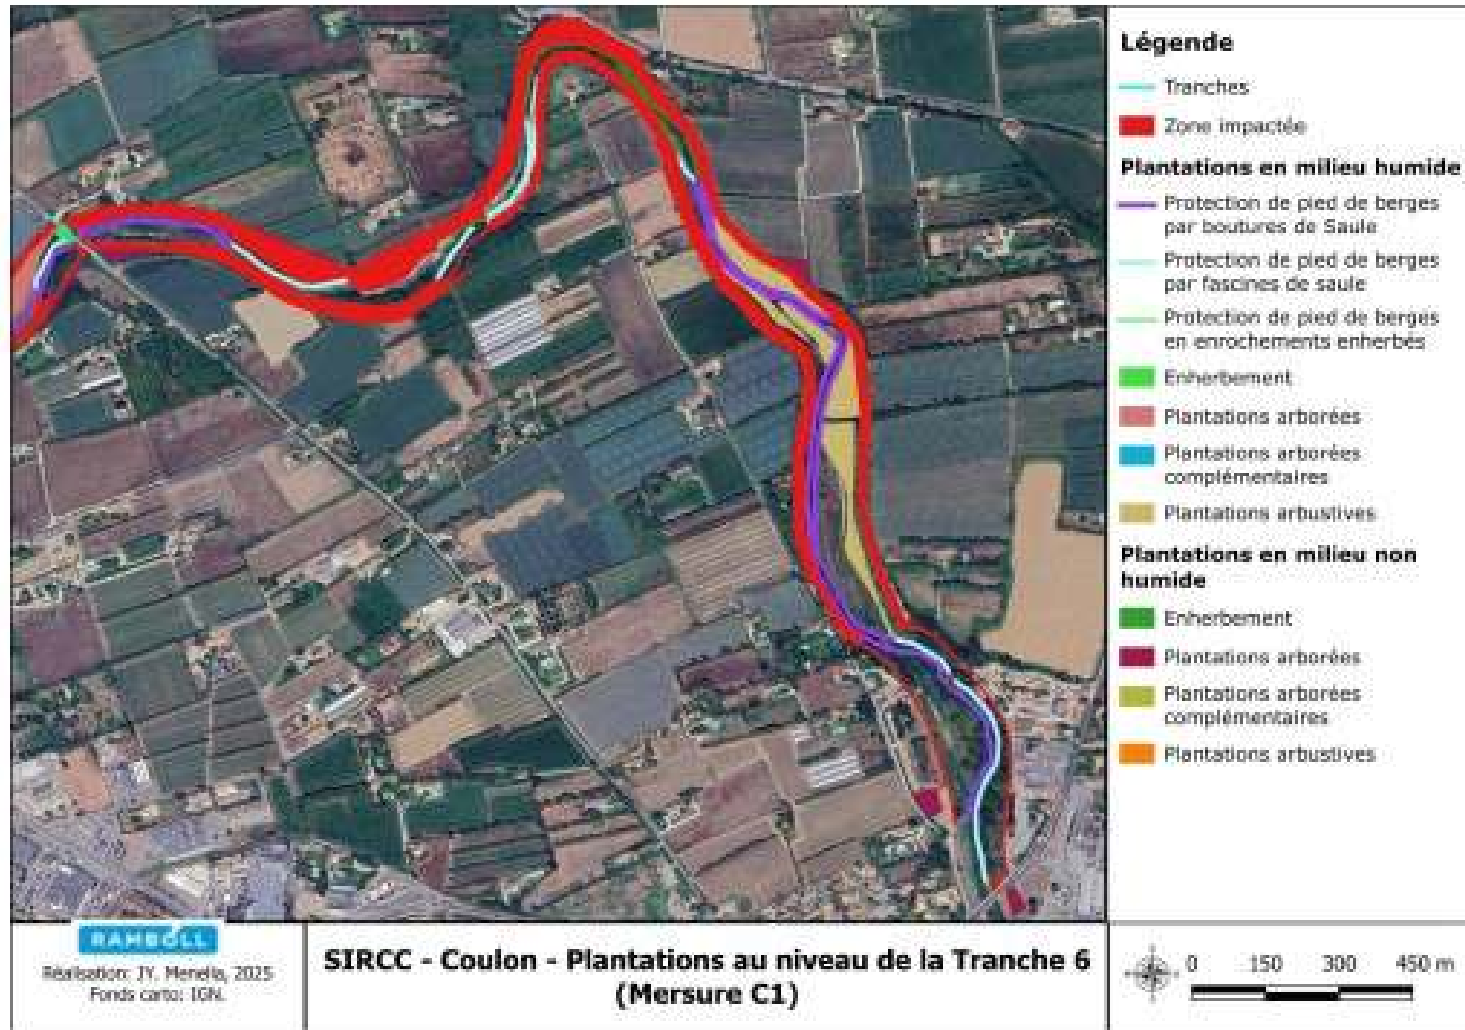 Légende
Tranches
Zone impactée
Plantations en milieu humide
Protection de pied de berges
par boutures de Saule
Protection de pied de berges
par fascines de saule
Protection de pied de berges
en enrochements enherbés
Enherbement
Plantations arborées
Plantations arborées
complémentaires
Plantations arbustives
Plantations en milieu non
humide
Enherbement
Plantations arborées
Plantations arborées
complémentaires
Plantations arbustives
RAMBOLL
Réalisation: JY. Menella, 2025
Fonds carto: IGN.
SIRCC - Coulon - Plantations au niveau de la Tranche 6
(Mersure C1)
0 150 300 450 m